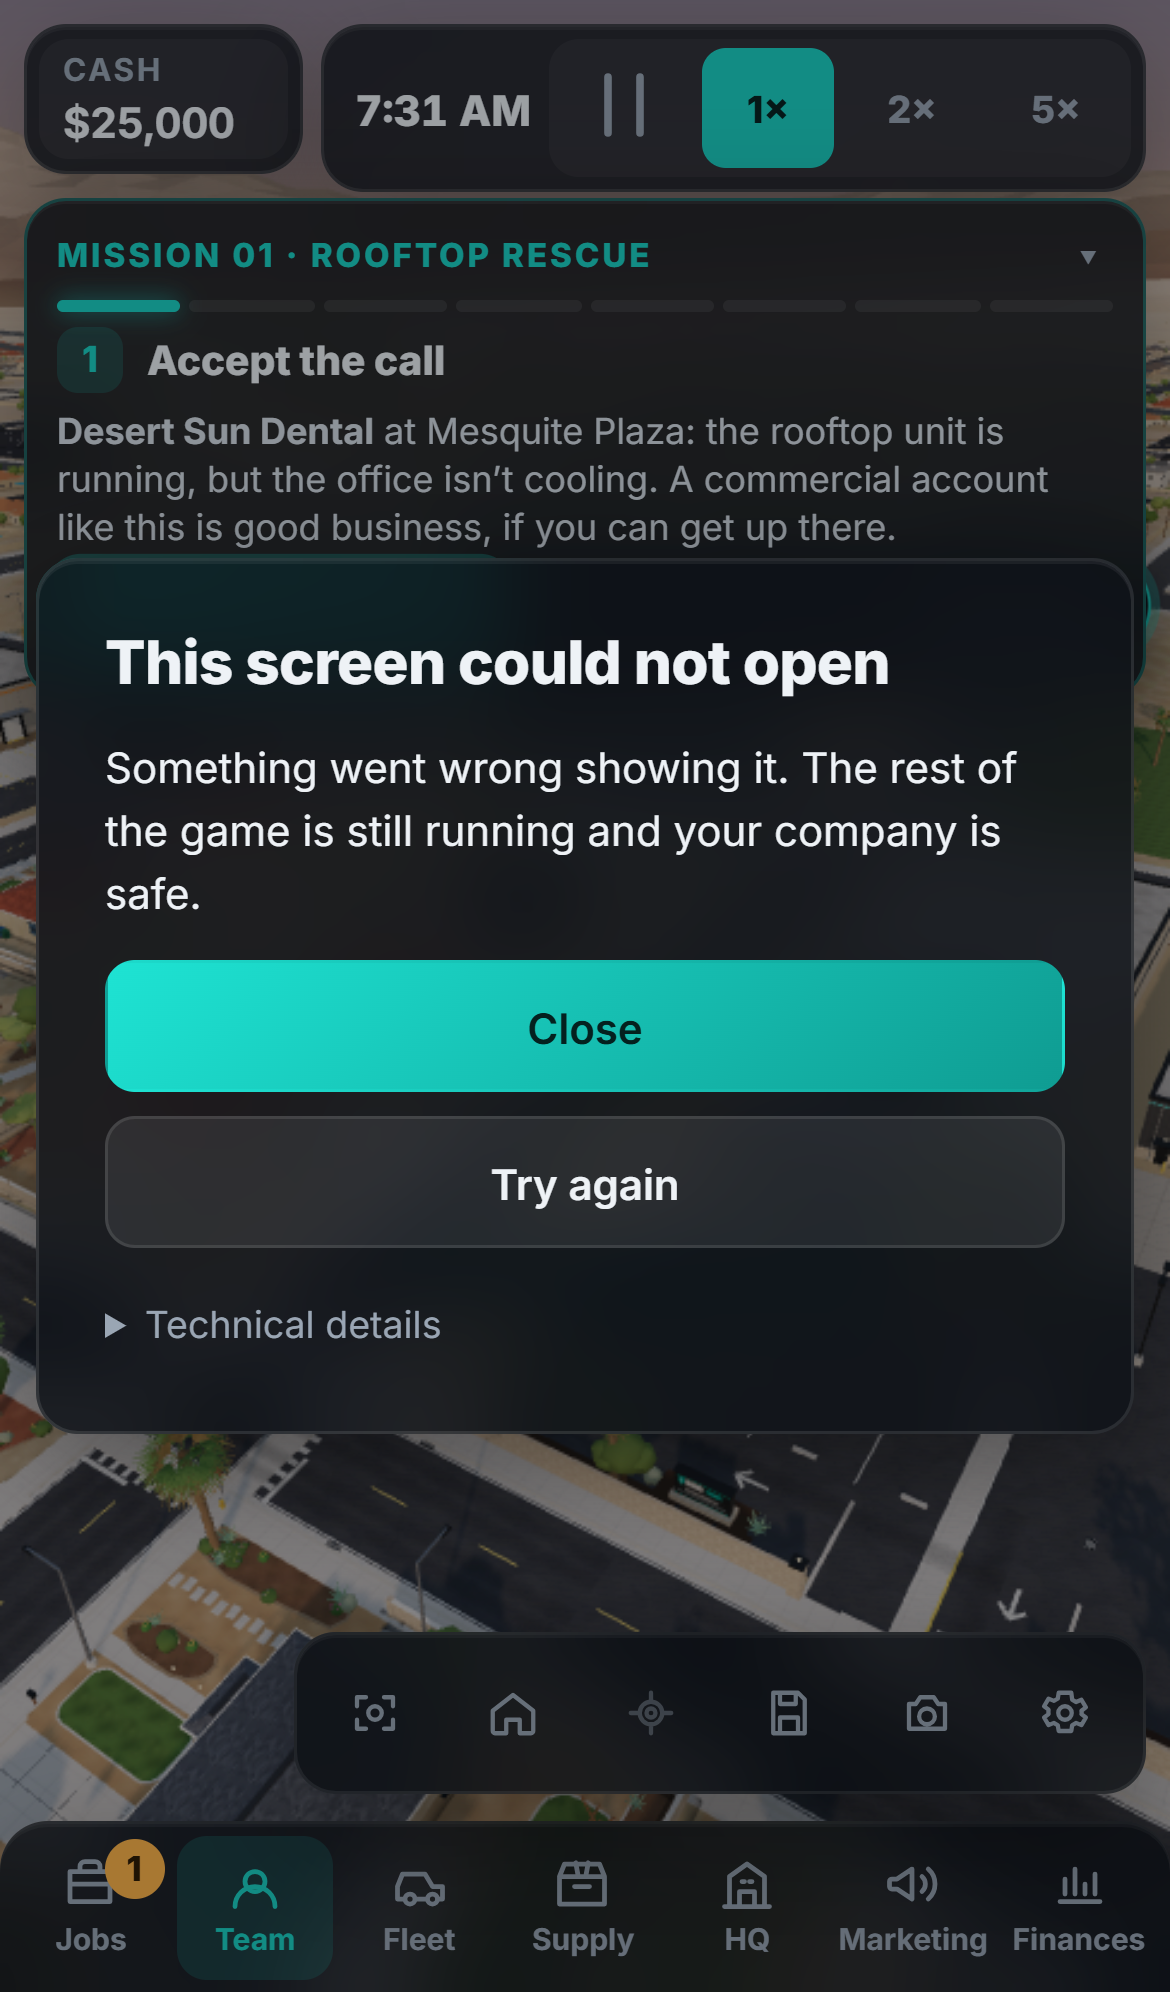 CASH
$25,000
7:31 AM
1×
2×
5×
MISSION 01 · ROOFTOP RESCUE
1
Accept the call
Desert Sun Dental at Mesquite Plaza: the rooftop unit is
running, but the office isn’t cooling. A commercial account
like this is good business, if you can get up there.
This screen could not open
Something went wrong showing it. The rest of
the game is still running and your company is
safe.
Close
Try again
Technical details
1
Jobs
Team
Fleet
Supply
HQ
Marketing
Finances